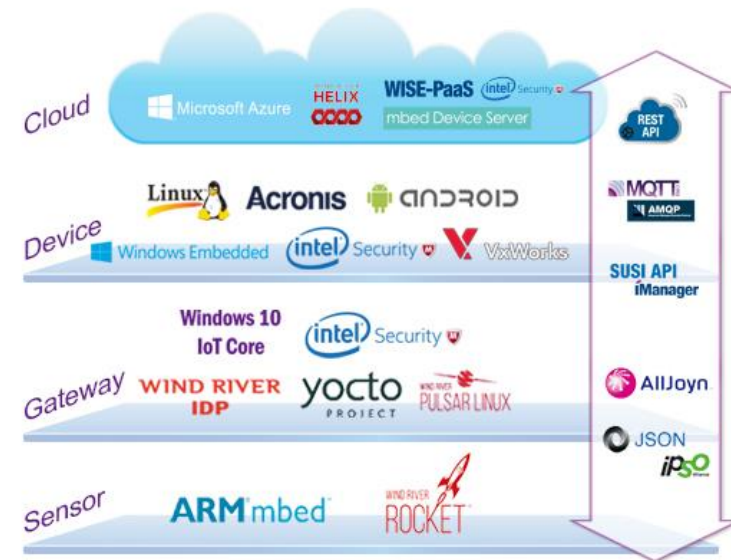 Cloud
Microsoft Azure
HELIX
WISE-PaaS
intel Security
mbed Device Server
REST
API
Device
Linux
Acronis
ANDROID
MQTT
AMQP
Windows Embedded
intel Security
VxWorks
SUSI API
iManager
Gateway
Windows 10
IoT Core
intel Security
WIND RIVER
IDP
yocto
PROJECT
WIND RIVER
PULSAR LINUX
AllJoyn
JSON
ipso
Sensor
ARM mbed
WIND RIVER
ROCKET